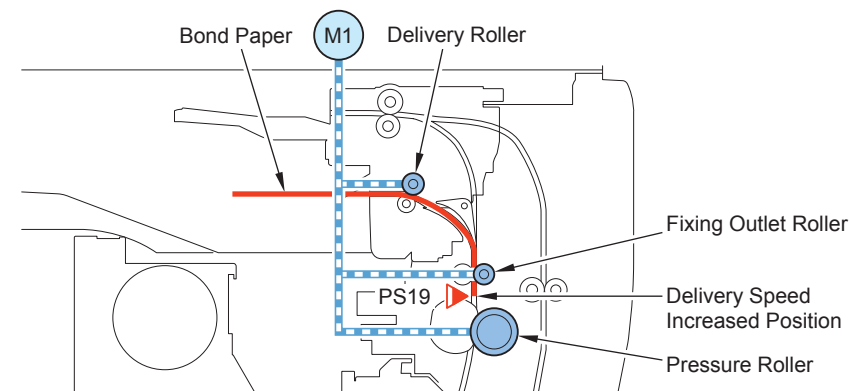 Bond Paper
M1
Delivery Roller
Fixing Outlet Roller
PS19
Delivery Speed
Increased Position
Pressure Roller